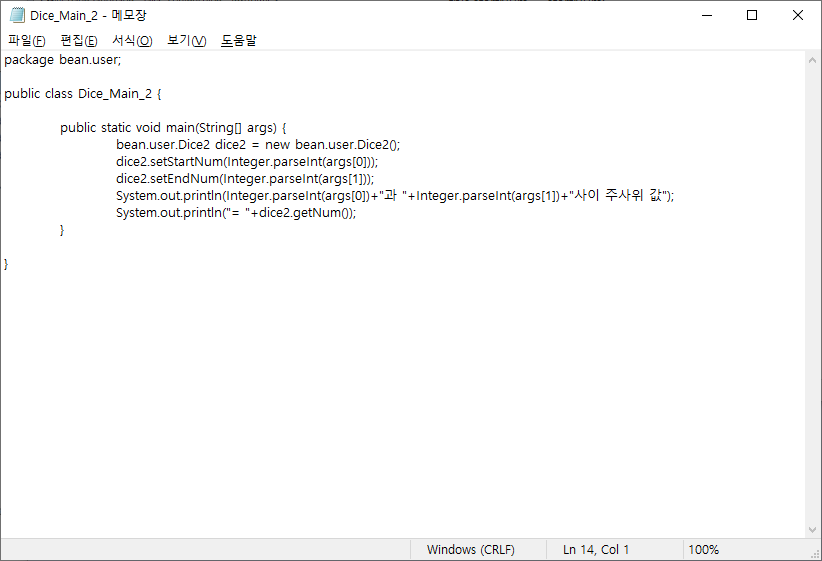 Dice_Main_2 - 메모장
파일(F) 편집(E) 서식(O) 보기(V) 도움말
package bean.user;
public class Dice_Main_2 {
public static void main(String[] args) {
bean.user.Dice2 dice2 = new bean.user.Dice2();
dice2.setStartNum(Integer.parseInt(args[0]));
dice2.setEndNum(Integer.parseInt(args[1]));
System.out.println(Integer.parseInt(args[0])+"과 "+Integer.parseInt(args[1])+"사이 주사위 값");
System.out.println("= "+dice2.getNum());
}
}
Windows (CRLF) Ln 14, Col 1 100%